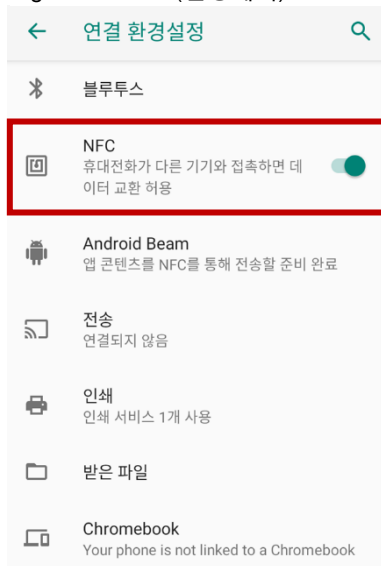 연결 환경설정
블루투스
NFC
휴대전화가 다른 기기와 접촉하면 데
이터 교환 허용
Android Beam
앱 콘텐츠를 NFC를 통해 전송할 준비 완료
전송
연결되지 않음
인쇄
인쇄 서비스 1개 사용
받은 파일
Chromebook
Your phone is not linked to a Chromebook